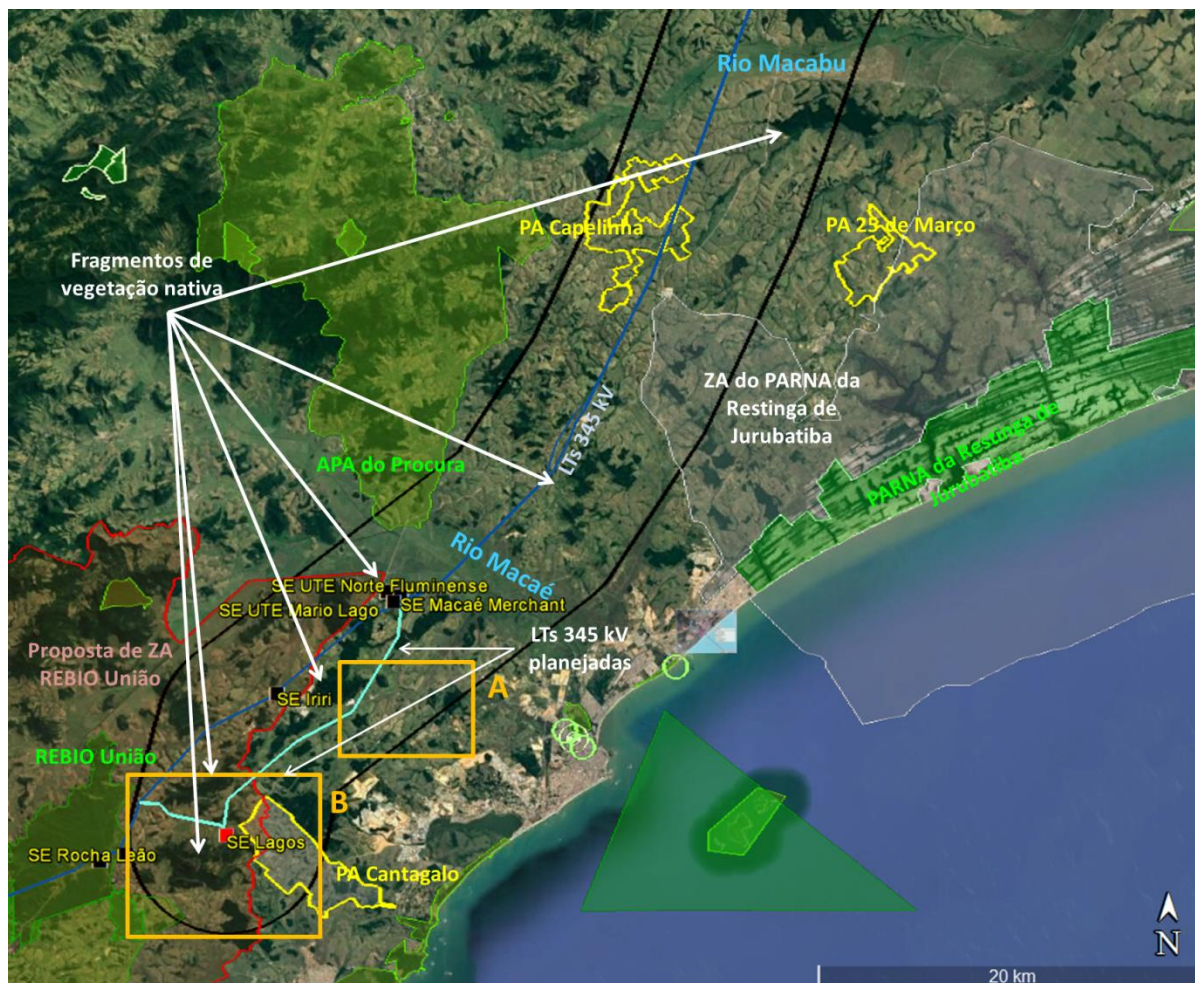 Rio Macabu
PA Capelinha
PA 25 de Março
Fragmentos de
vegetação nativa
ZA do PARNA da
Restinga de
Jurubatiba
LTs 345 kV
APA do Procura
PARNA da Restinga de
Jurubatiba
Rio Macaé
SE UTE Norte Fluminense
SE UTE Mario Lago
SE Macaé Merchant
Proposta de ZA
REBIO União
LTs 345 kV
planejadas
A
SE Iriri
REBIO União
B
SE Lagos
SE Rocha Leão
PA Cantagalo
N
20 km